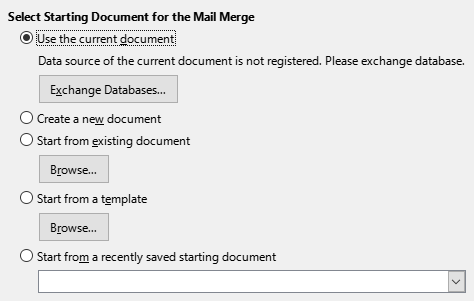 Select Starting Document for the Mail Merge
Use the current document
Data source of the current document is not registered. Please exchange database.
Exchange Databases...
Create a new document
Start from existing document
Browse...
Start from a template
Browse...
Start from a recently saved starting document